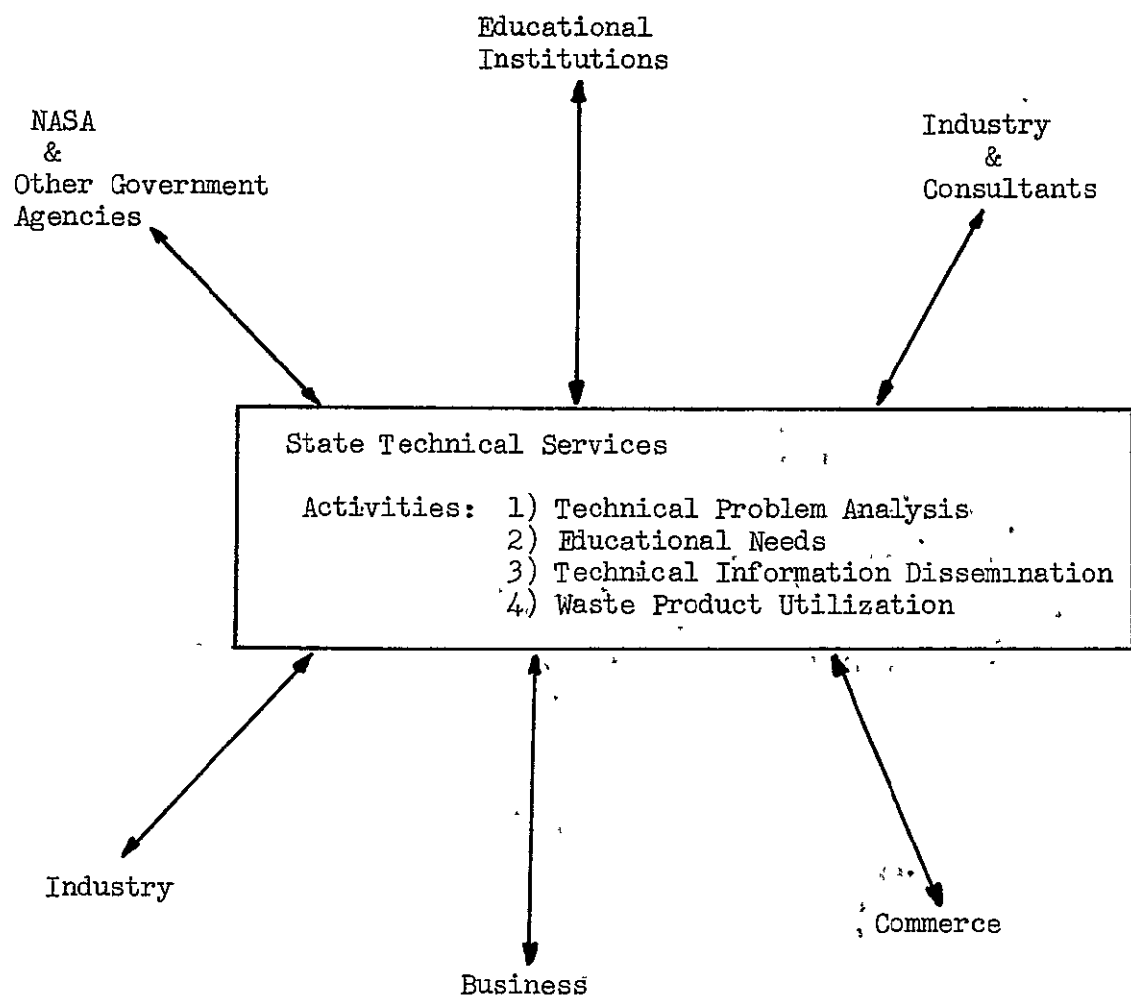 Educational
Institutions
NASA
&
Other Government
Agencies
Industry
&
Consultants
State Technical Services
Activities: 1) Technical Problem Analysis
2) Educational Needs
3) Technical Information Dissemination
4) Waste Product Utilization
Industry
Commerce
Business